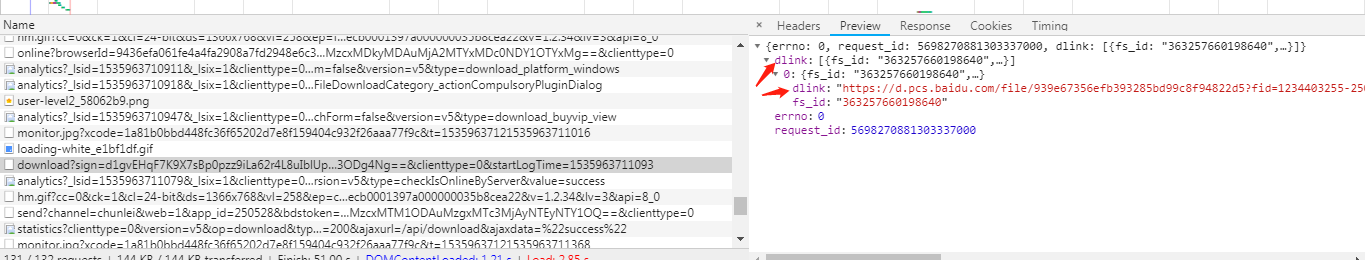 Name
hm.gif?cc=0&ck=1&cl=24-bit&ds=1366x768&vl=258&ep=f...ecb0001397a000000035b8cea22&v=1.2.34&lv=3&api=8_0
online?browserId=9436efa061fe4a4fa2908a7fd2948e6c3...MzcxMDkyMDAuMjA2MTYxMDc0NDY1OTYxMg==&clienttype=0
analytics?_lsid=1535963710911&_lsix=1&clienttype=0...m=false&version=v5&type=download_platform_windows
analytics?_lsid=1535963710918&_lsix=1&clienttype=0...FileDownloadCategory_actionCompulsoryPluginDialog
user-level2_58062b9.png
analytics?_lsid=1535963710947&_lsix=1&clienttype=0...chForm=false&version=v5&type=download_buyvip_view
monitor.jpg?xcode=1a81b0bbd448fc36f65202d7e8f159404c932f26aaa77f9c&t=15359637121535963711016
loading-white_e1bf1df.gif
download?sign=d1gvEHqF7K9X7sBp0pzz9iLa62r4L8uIblUp...3ODg4Ng==&clienttype=0&startLogTime=1535963711093
analytics?_lsid=1535963711079&_lsix=1&clienttype=0...rsion=v5&type=checkIsOnlineByServer&value=success
hm.gif?cc=0&ck=1&cl=24-bit&ds=1366x768&vl=258&ep=c...ecb0001397a000000035b8cea22&v=1.2.34&lv=3&api=8_0
send?channel=chunlei&web=1&app_id=250528&bdstoken=...MzcxMTM1ODAuMzgxMTc3MjAyNTEyNTY1OQ==&clienttype=0
statistics?clienttype=0&version=v5&op=download&typ...=200&ajaxurl=/api/download&ajaxdata=%22success%22
monitor.jpg?xcode=1a81b0bbd448fc36f65202d7e8f159404c932f26aaa77f9c&t=15359637121535963711368
131 / 132 requests | 144 KB / 144 KB transferred | Finish: 51.00 s | DOMContentLoaded: 1.21 s | Load: 2.85 s
× Headers Preview Response Cookies Timing
{errno: 0, request_id: 5698270881303337000, dlink: [{fs_id: "363257660198640",…}]}
dlink: [{fs_id: "363257660198640",…}]
0: {fs_id: "363257660198640",…}
dlink: "https://d.pcs.baidu.com/file/939e67356efb393285bd99c8f94822d5?fid=1234403255-250
fs_id: "363257660198640"
errno: 0
request_id: 5698270881303337000